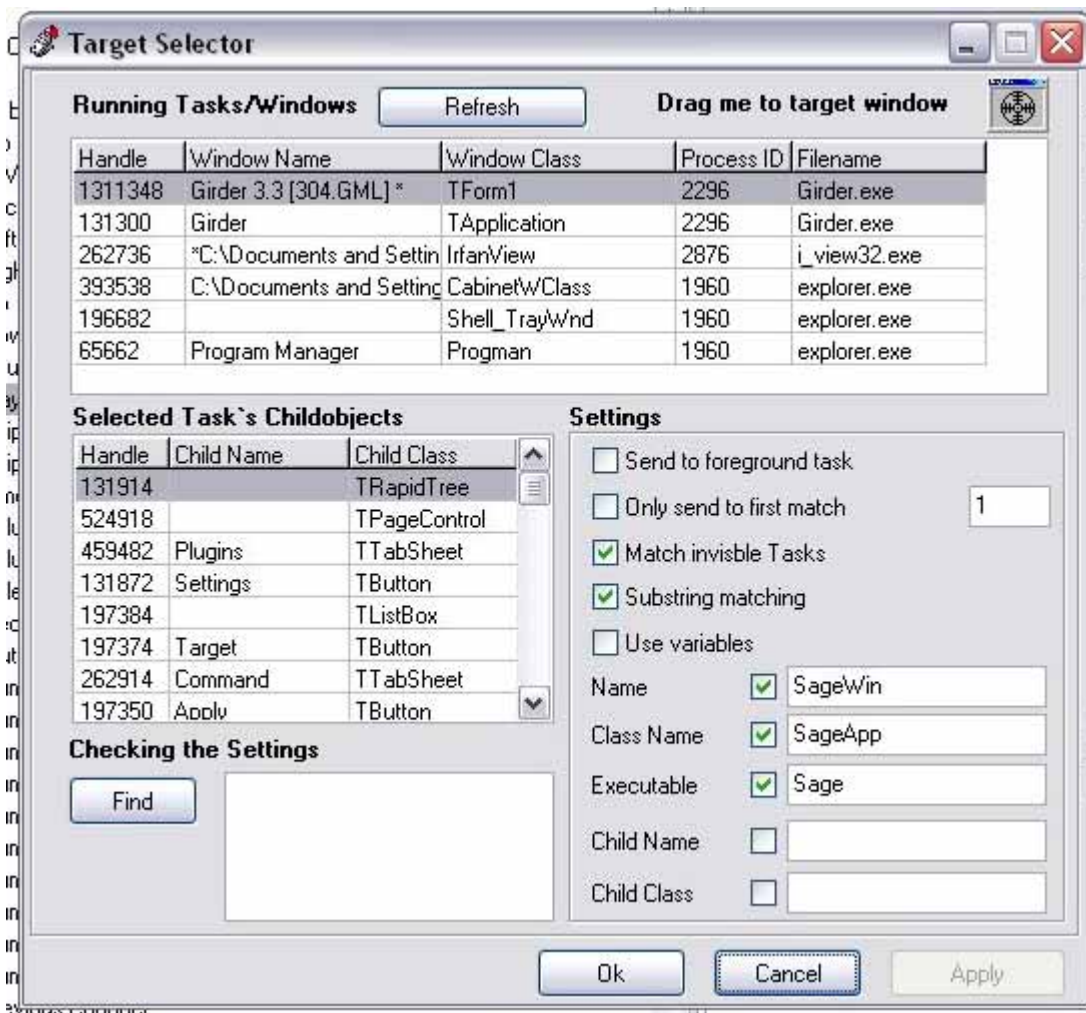 Target Selector
Running Tasks/Windows Refresh Drag me to target window
Handle Window Name Window Class Process ID Filename
1311348 Girder 3.3 [304.GML] * TForm1 2296 Girder.exe
131300 Girder TApplication 2296 Girder.exe
262736 *C:\Documents and Settin IrfanView 2876 i_view32.exe
393538 C:\Documents and Setting CabinetWClass 1960 explorer.exe
196682 Shell_TrayWnd 1960 explorer.exe
65662 Program Manager Progman 1960 explorer.exe
Selected Task`s Childobjects
Handle Child Name Child Class
131914 TRapidTree
524918 TPageControl
459482 Plugins TTabSheet
131872 Settings TButton
197384 TListBox
197374 Target TButton
262914 Command TTabSheet
197350 Apply TButton
Checking the Settings
Find
Settings
Send to foreground task
Only send to first match 1
Match invisble Tasks
Substring matching
Use variables
Name SageWin
Class Name SageApp
Executable Sage
Child Name
Child Class
Ok Cancel Apply